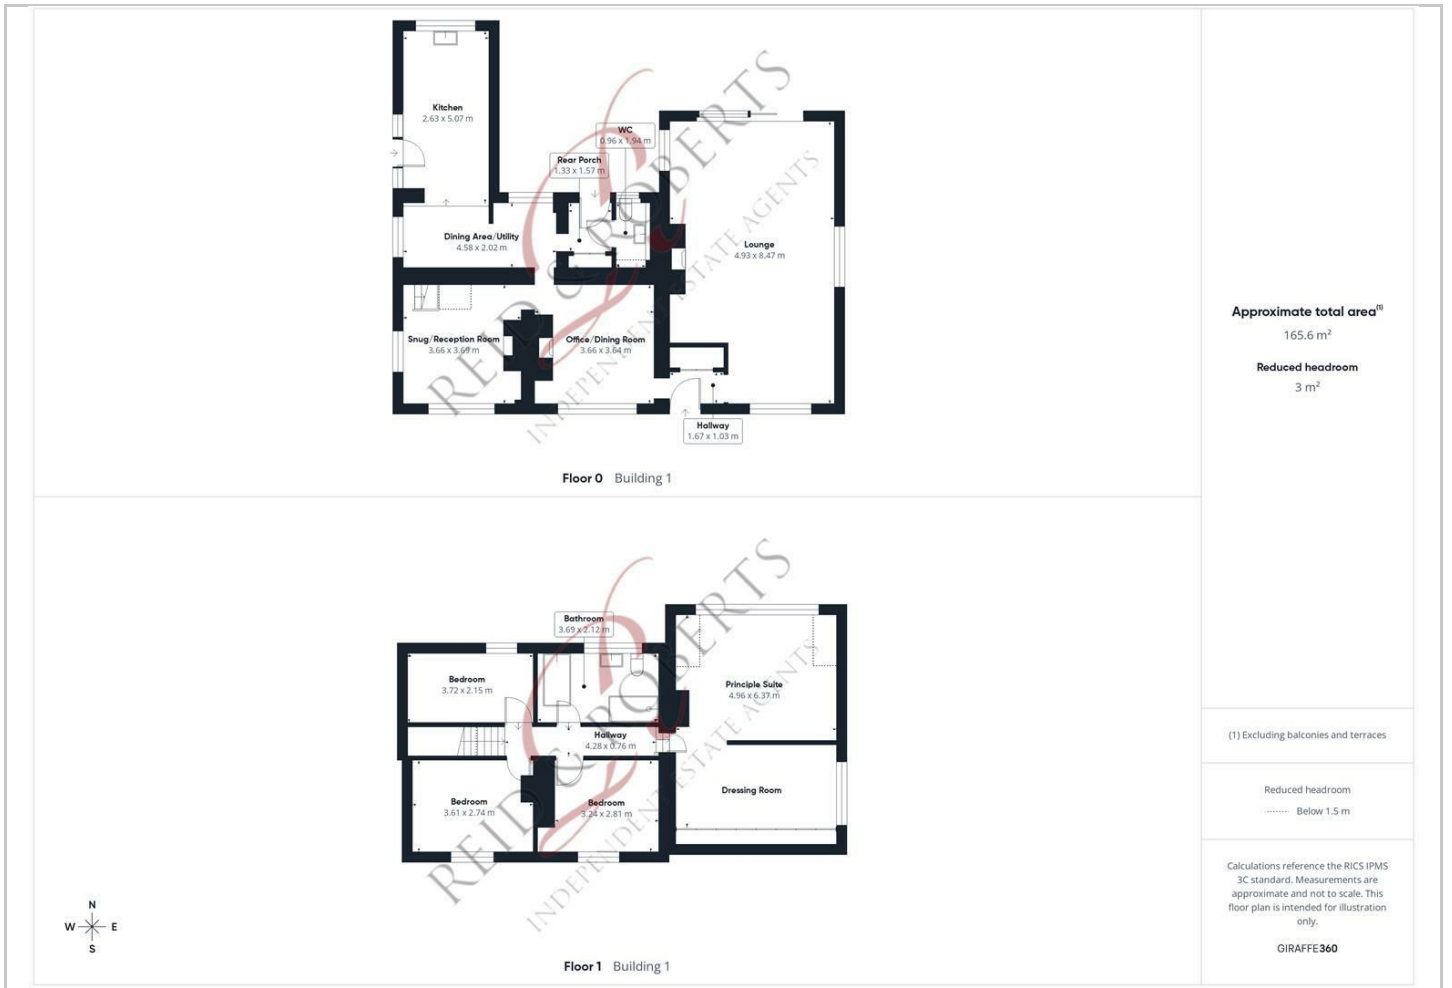 Kitchen
2.63 x 5.07 m
WC
0.96 x 1.94 m
Rear Porch
1.33 x 1.57 m
Dining Area/Utility
4.58 x 2.02 m
Lounge
4.93 x 8.47 m
Snug/Reception Room
3.66 x 3.69 m
Office/Dining Room
3.66 x 3.64 m
Hallway
1.67 x 1.03 m
REID & ROBERTS
INDEPENDENT ESTATE AGENTS
Floor 0 Building 1
Approximate total area(1)
165.6 m²
Reduced headroom
3 m²
Bathroom
3.69 x 2.12 m
Bedroom
3.72 x 2.15 m
Principle Suite
4.96 x 6.37 m
Hallway
4.28 x 0.76 m
Dressing Room
Bedroom
3.61 x 2.74 m
Bedroom
3.24 x 2.81 m
REID & ROBERTS
INDEPENDENT ESTATE AGENTS
N
W E
S
Floor 1 Building 1
(1) Excluding balconies and terraces
Reduced headroom
Below 1.5 m
Calculations reference the RICS IPMS
3C standard. Measurements are
approximate and not to scale. This
floor plan is intended for illustration
only.
GIRAFFE360